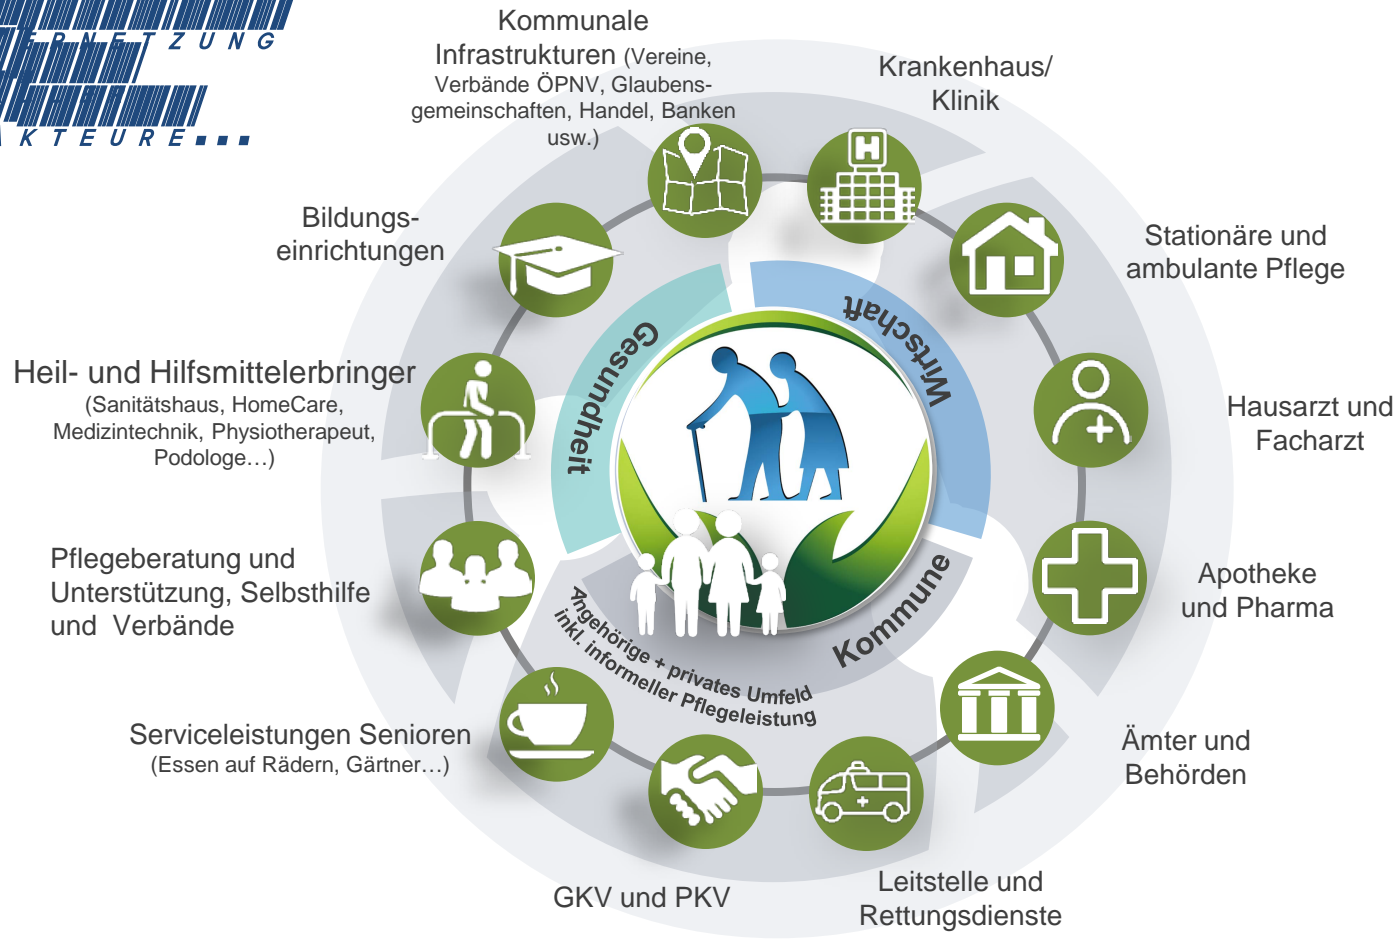 ERNETZUNG
AKTEURE...
Kommunale
Infrastrukturen (Vereine,
Verbände ÖPNV, Glaubens-
gemeinschaften, Handel, Banken
usw.)
Krankenhaus/
Klinik
Stationäre und
ambulante Pflege
Hausarzt und
Facharzt
Apotheke
und Pharma
Ämter und
Behörden
Leitstelle und
Rettungsdienste
GKV und PKV
Serviceleistungen Senioren
(Essen auf Rädern, Gärtner…)
Pflegeberatung und
Unterstützung, Selbsthilfe
und  Verbände
Heil- und Hilfsmittelerbringer
(Sanitätshaus, HomeCare,
Medizintechnik, Physiotherapeut,
Podologe…)
Bildungs-
einrichtungen
H
Gesundheit
Wirtschaft
Kommune
Angehörige + privates Umfeld
inkl. informeller Pflegeleistung